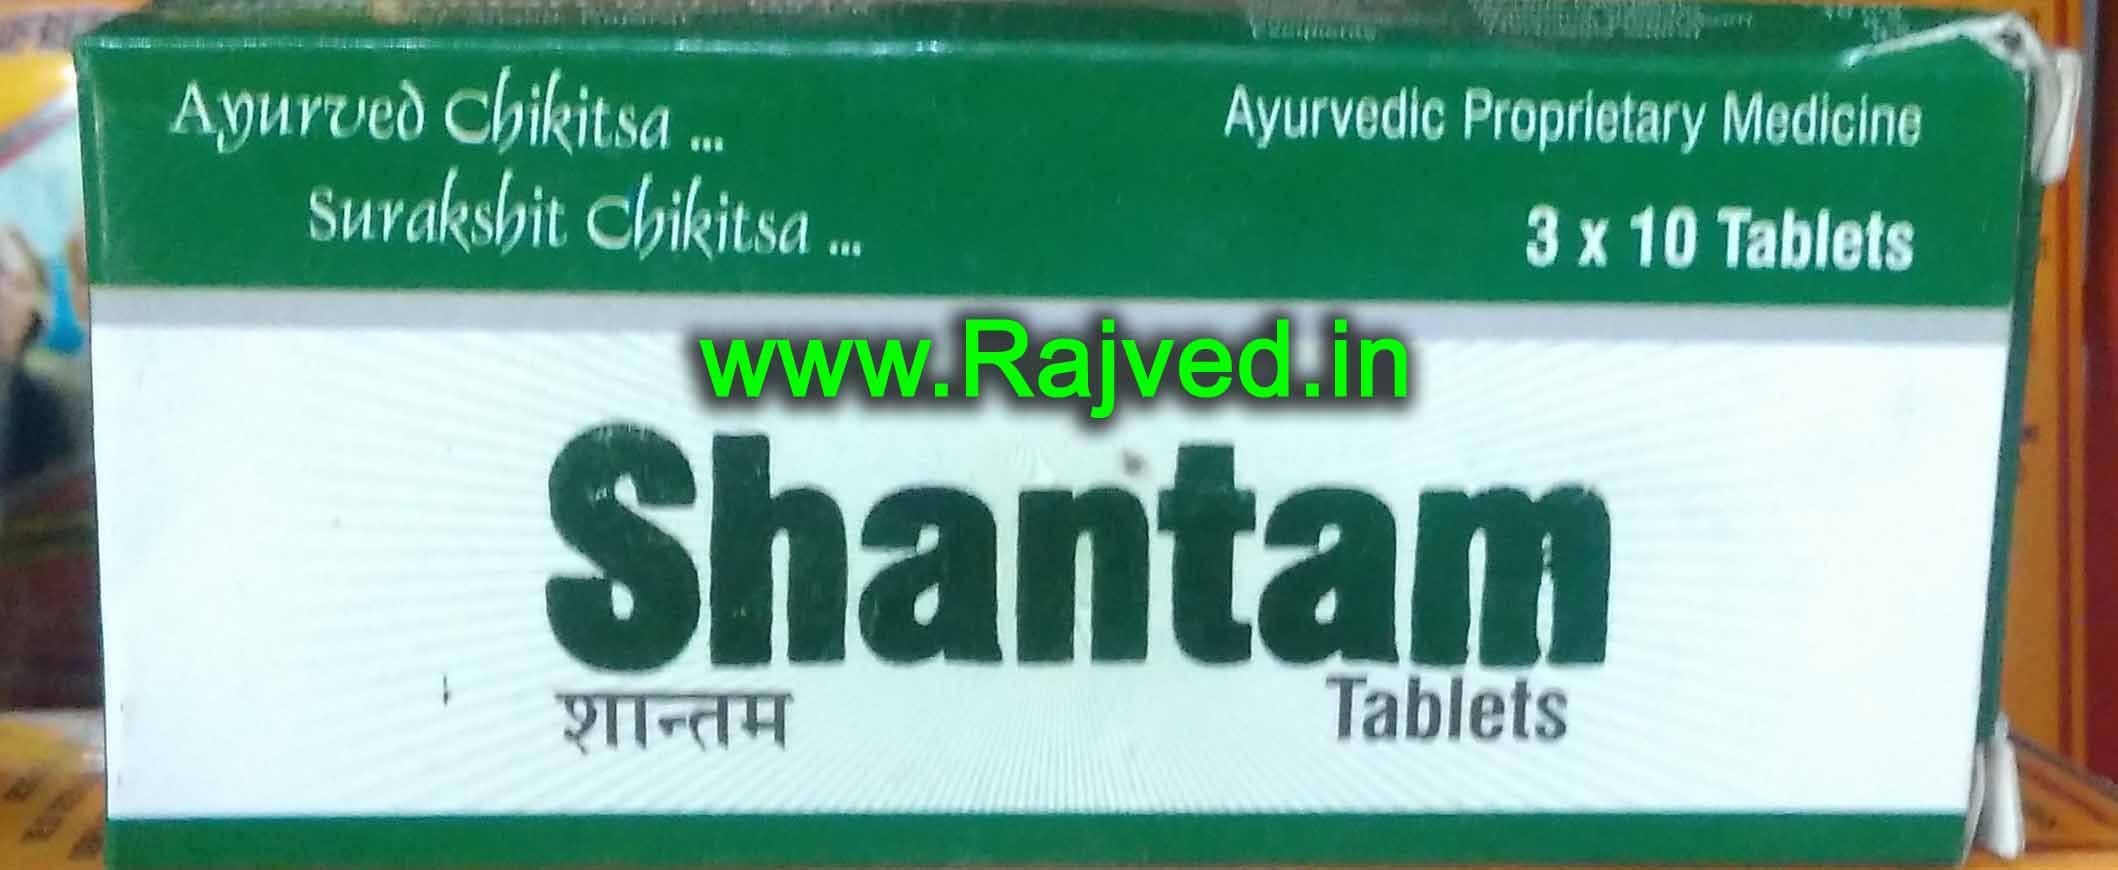 Ayurved Chikitsa ...
Surakshit Chikitsa ...
Ayurvedic Proprietary Medicine
3 x 10 Tablets
www.Rajved.in
Shantam
शान्तम
Tablets